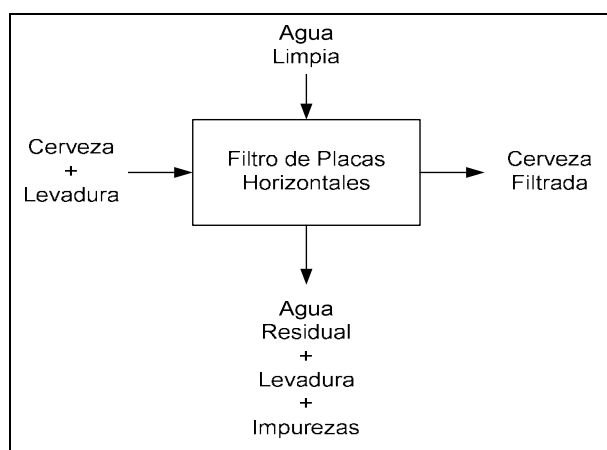 Agua
Limpia
Cerveza
+
Levadura
Filtro de Placas
Horizontales
Cerveza
Filtrada
Agua
Residual
+
Levadura
+
Impurezas